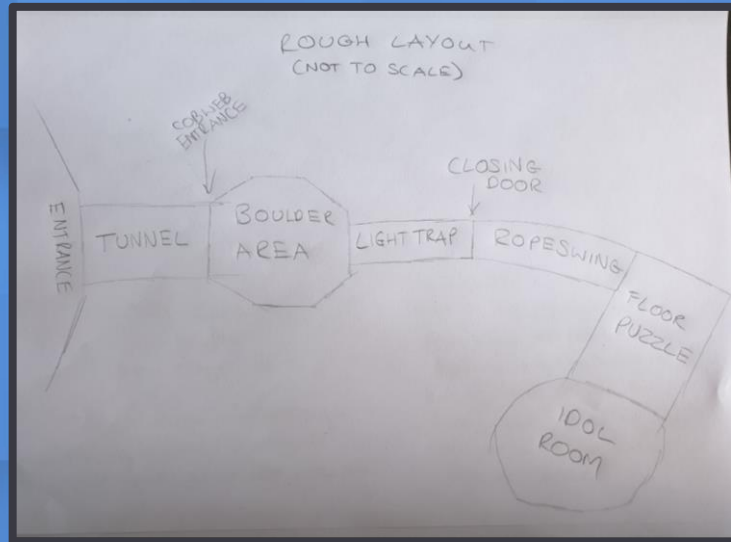 ROUGH LAYOUT
(NOT TO SCALE)
COBWEB
ENTRANCE
CLOSING
DOOR
ENTRANCE
TUNNEL
BOULDER
AREA
LIGHT TRAP
ROPESWING
FLOOR
PUZZLE
IDOL
ROOM